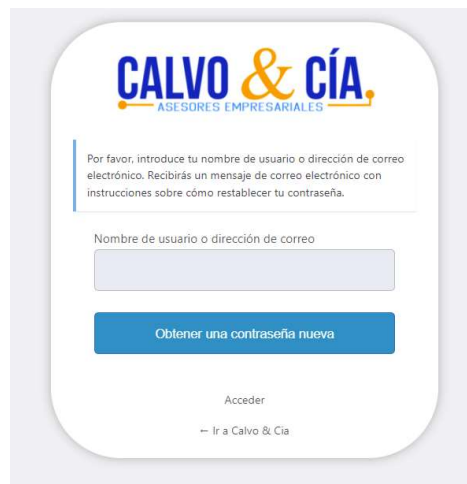 CALVO & CÍA.
ASESORES EMPRESARIALES
Por favor, introduce tu nombre de usuario o dirección de correo
electrónico. Recibirás un mensaje de correo electrónico con
instrucciones sobre cómo restablecer tu contraseña.
Nombre de usuario o dirección de correo
Obtener una contraseña nueva
Acceder
← Ir a Calvo & Cia